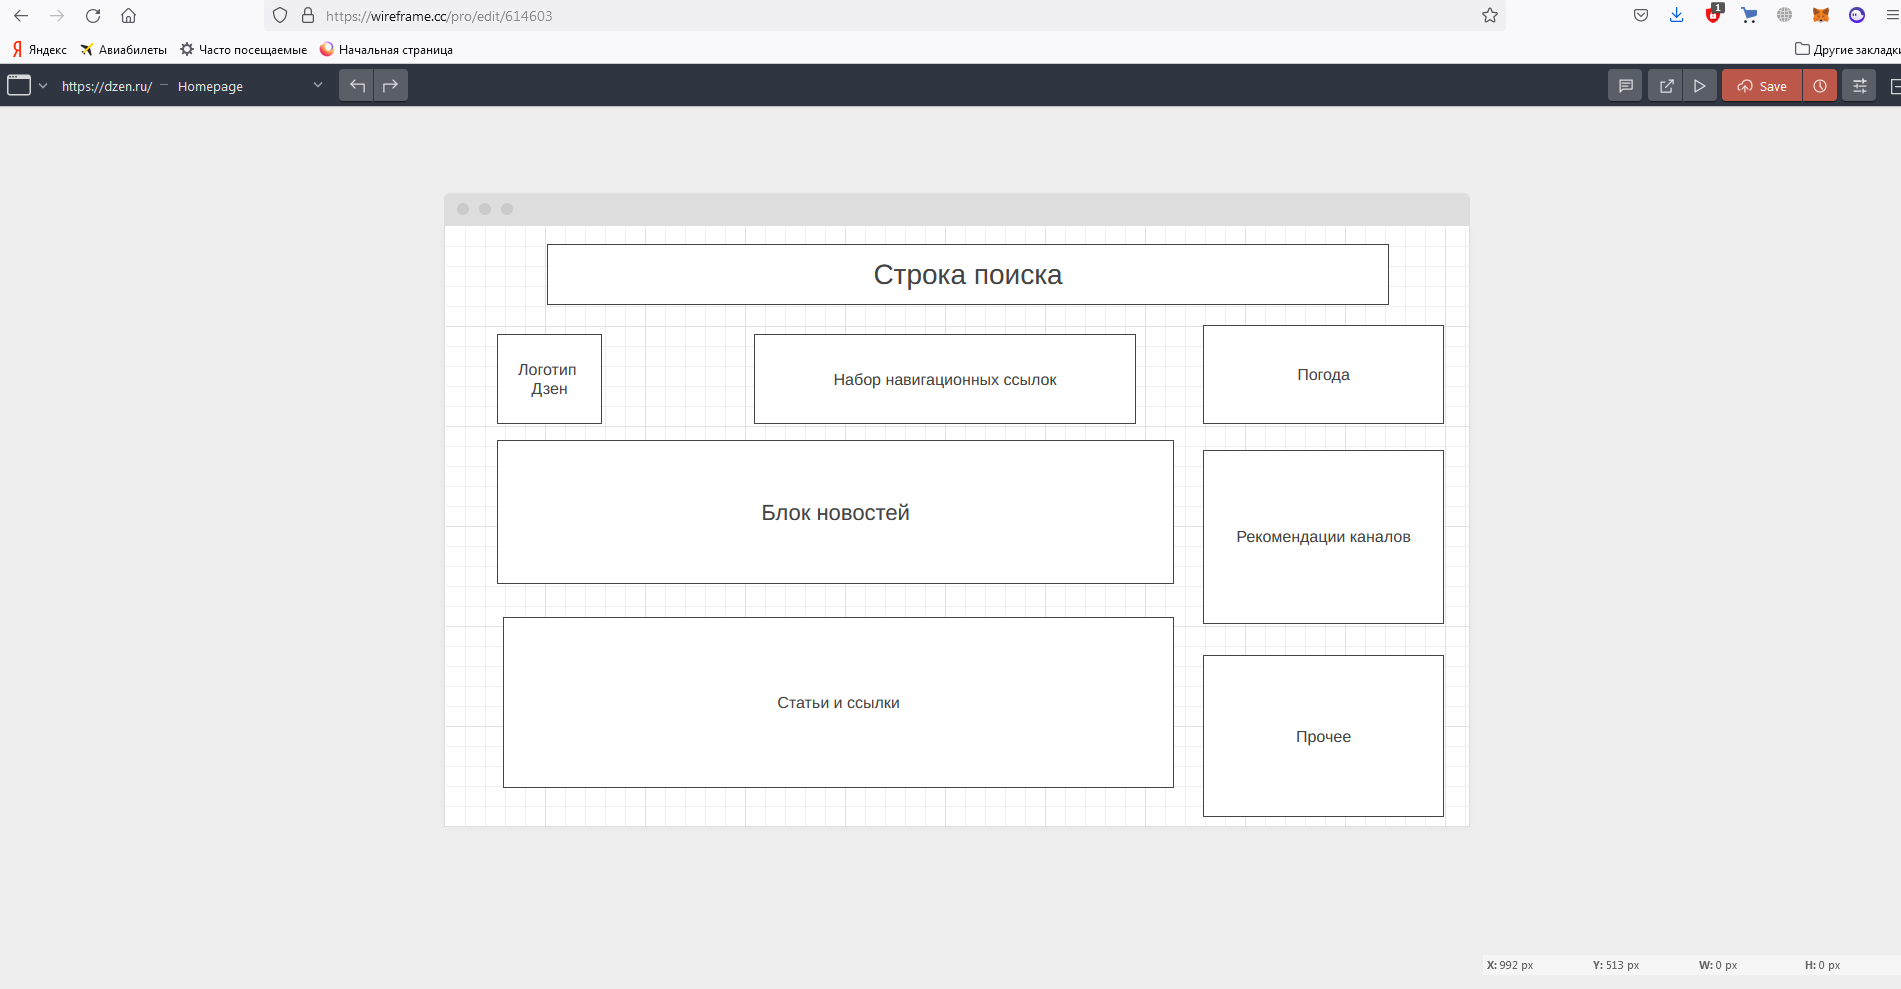 https://wireframe.cc/pro/edit/614603
1
Яндекс
Авиабилеты
Часто посещаемые
Начальная страница
Другие закладки
https://dzen.ru/ — Homepage
Save
Строка поиска
Логотип
Дзен
Набор навигационных ссылок
Погода
Блок новостей
Рекомендации каналов
Статьи и ссылки
Прочее
X: 992 px
Y: 513 px
W: 0 px
H: 0 px